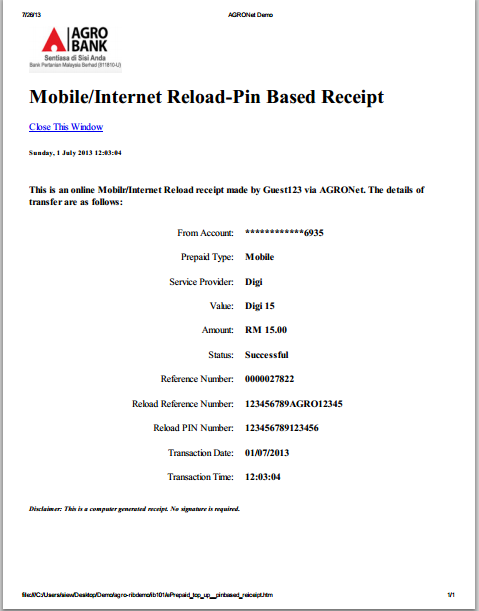 7/26/13 AGRONet Demo
AGRO
BANK
Sentiasa di Sisi Anda
Bank Pertanian Malaysia Berhad (811810-U)
Mobile/Internet Reload-Pin Based Receipt
Close This Window
Sunday, 1 July 2013 12:03:04
This is an online Mobilr/Internet Reload receipt made by Guest123 via AGRONet. The details of
transfer are as follows:
From Account: ************6935
Prepaid Type: Mobile
Service Provider: Digi
Value: Digi 15
Amount: RM 15.00
Status: Successful
Reference Number: 0000027822
Reload Reference Number: 123456789AGRO12345
Reload PIN Number: 123456789123456
Transaction Date: 01/07/2013
Transaction Time: 12:03:04
Disclaimer: This is a computer generated receipt. No signature is required.
file:///C:/Users/siew/Desktop/Demo/agro-ribdemo/ib101/ePrepaid_top_up__pinbased_reiceipt.htm 1/1